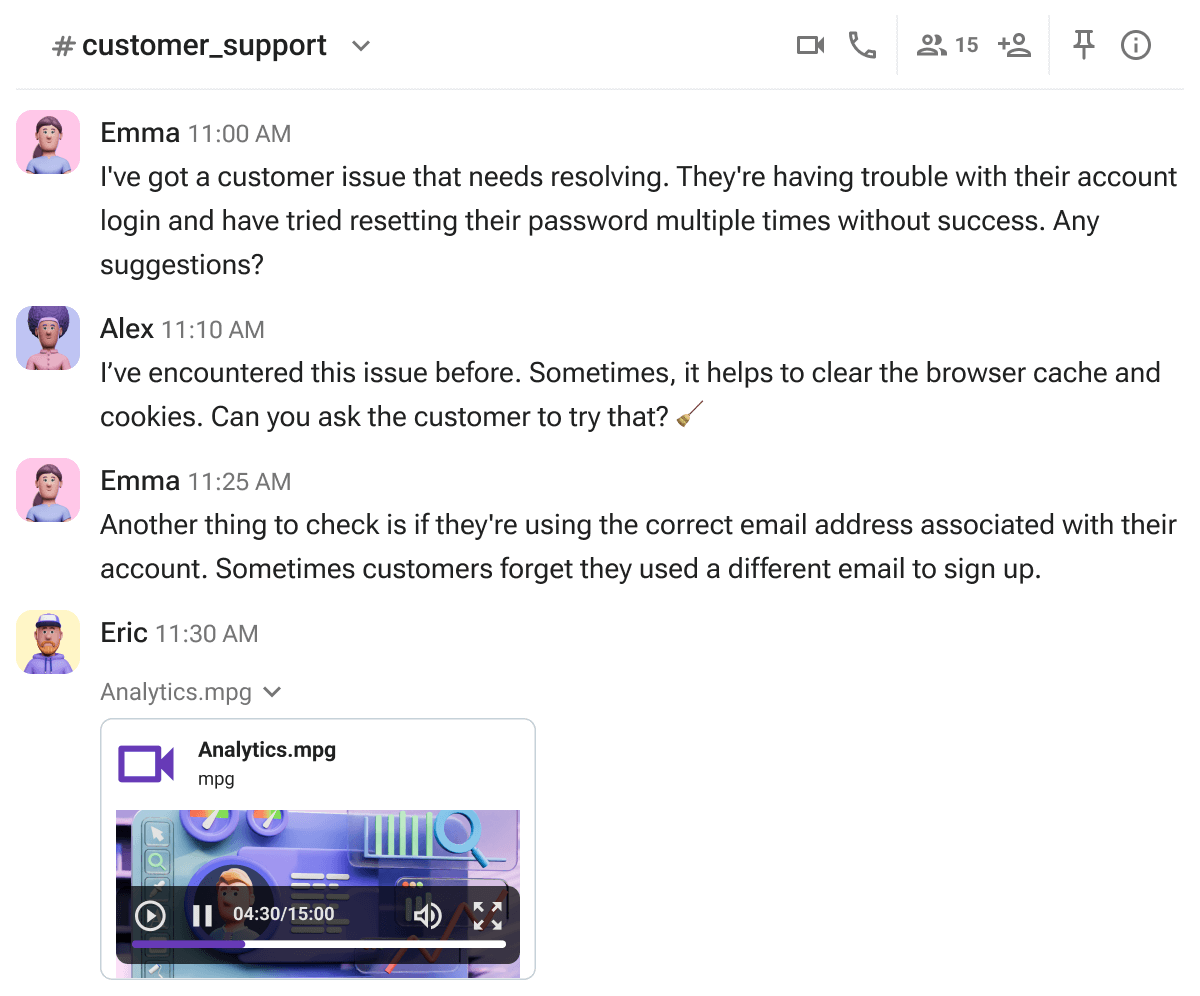 # customer_support
15
Emma 11:00 AM
I've got a customer issue that needs resolving. They're having trouble with their account
login and have tried resetting their password multiple times without success. Any
suggestions?
Alex 11:10 AM
I’ve encountered this issue before. Sometimes, it helps to clear the browser cache and
cookies. Can you ask the customer to try that? 🧹
Emma 11:25 AM
Another thing to check is if they're using the correct email address associated with their
account. Sometimes customers forget they used a different email to sign up.
Eric 11:30 AM
Analytics.mpg
Analytics.mpg
mpg
04:30/15:00